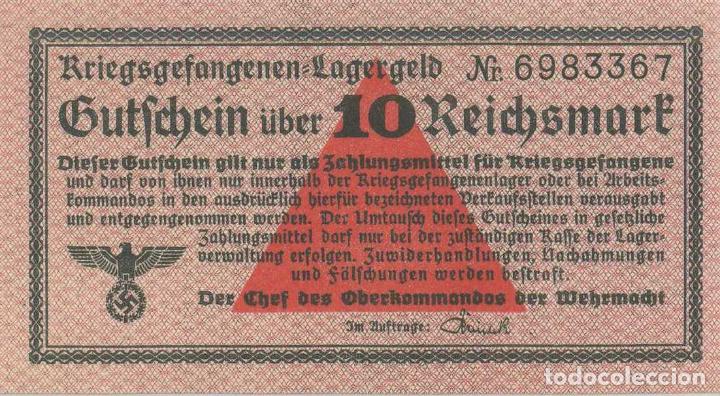 Kriegsgefangenen=Lagergeld Nr. 6983367
Gutschein über 10 Reichsmark
Dieser Gutschein gilt nur als Zahlungsmittel für Kriegsgefangene
und darf von ihnen nur innerhalb der Kriegsgefangenenlager oder bei Arbeits-
kommandos in den ausdrücklich hierfür bezeichneten Verkaufsstellen verausgabt
und entgegengenommen werden. Der Umtausch dieses Gutscheines in gesetzliche
Zahlungsmittel darf nur bei der zuständigen Kasse der Lager-
verwaltung erfolgen. Zuwiderhandlungen, Nachahmungen
und Fälschungen werden bestraft.
Der Chef des Oberkommandos der Wehrmacht
Im Auftrage:
todocoleccion